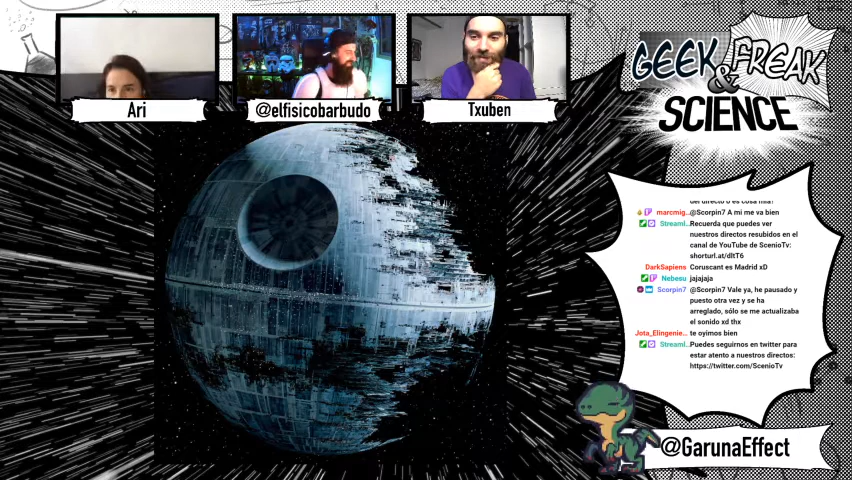 GEEK
& FREAK
SCIENCE
Ari
@elfisicobarbudo
Txuben
marcmig.. @Scorpin7 A mi me va bien
Streaml.. Recuerda que puedes ver
nuestros directos resubidos en el
canal de YouTube de ScenioTv:
shorturl.at/dltT6
DarkSapiens Coruscant es Madrid xD
Nebesu jajajaja
Scorpin7 @Scorpin7 Vale ya, he pausado y
puesto otra vez y se ha
arreglado, sólo se me actualizaba
el sonido xd thx
Jota_Elingenie... te oyimos bien
Streaml.. Puedes seguirnos en twitter para
estar atento a nuestros directos:
https://twitter.com/ScenioTv
@GarunaEffect